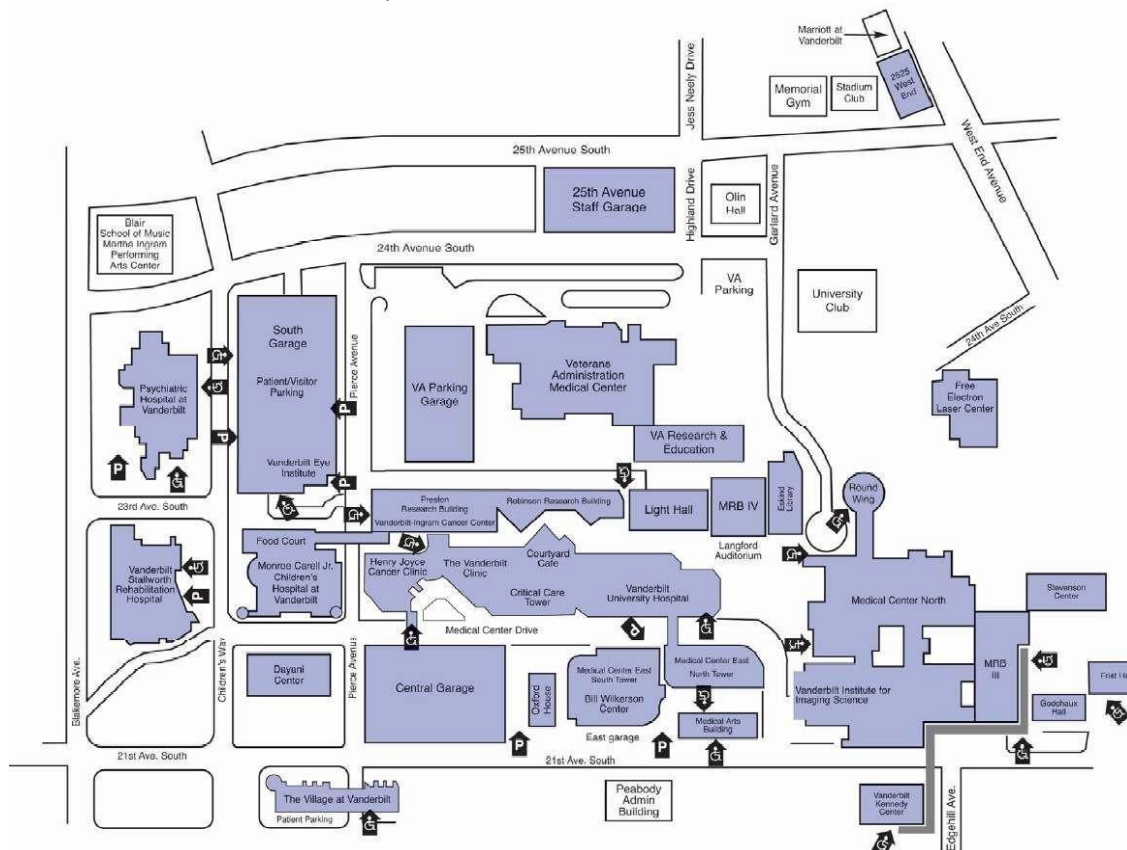 Marriott at
Vanderbilt
2525
West
End
Memorial
Gym
Stadium
Club
Jess Neely Drive
West End Avenue
25th Avenue South
25th Avenue
Staff Garage
Highland Drive
Olin
Hall
Garland Avenue
Blair
School of Music
Martha Ingram
Performing
Arts Center
24th Avenue South
VA
Parking
University
Club
24th Ave South
South
Garage
Patient/Visitor
Parking
Vanderbilt Eye
Institute
Pierce Avenue
Psychiatric
Hospital at
Vanderbilt
VA Parking
Garage
Veterans
Administration
Medical Center
VA Research &
Education
Free
Electron
Laser Center
P
P
P
P
23rd Ave. South
Preston
Research Building
Vanderbilt-Ingram Cancer Center
Robinson Research Building
Light Hall
MRB IV
Eskind
Library
Round
Wing
Langford
Auditorium
Food Court
Monroe Carell Jr.
Children's
Hospital at
Vanderbilt
Vanderbilt
Stallworth
Rehabilitation
Hospital
P
Henry Joyce
Cancer Clinic
The Vanderbilt
Clinic
Courtyard
Cafe
Critical Care
Tower
Vanderbilt
University Hospital
Medical Center North
Stevenson
Center
Medical Center Drive
P
Blakemore Ave.
Children's Way
Dayani
Center
Pierce Avenue
Central Garage
Oxford
House
Medical Center East
South Tower
Bill Wilkerson
Center
Medical Center East
North Tower
Medical Arts
Building
Vanderbilt Institute for
Imaging Science
MRB
III
Goodchaux
Hall
P
East garage
P
21st Ave. South
21st Ave. South
The Village at Vanderbilt
Patient Parking
Peabody
Admin
Building
Vanderbilt
Kennedy
Center
Edgehill Ave.